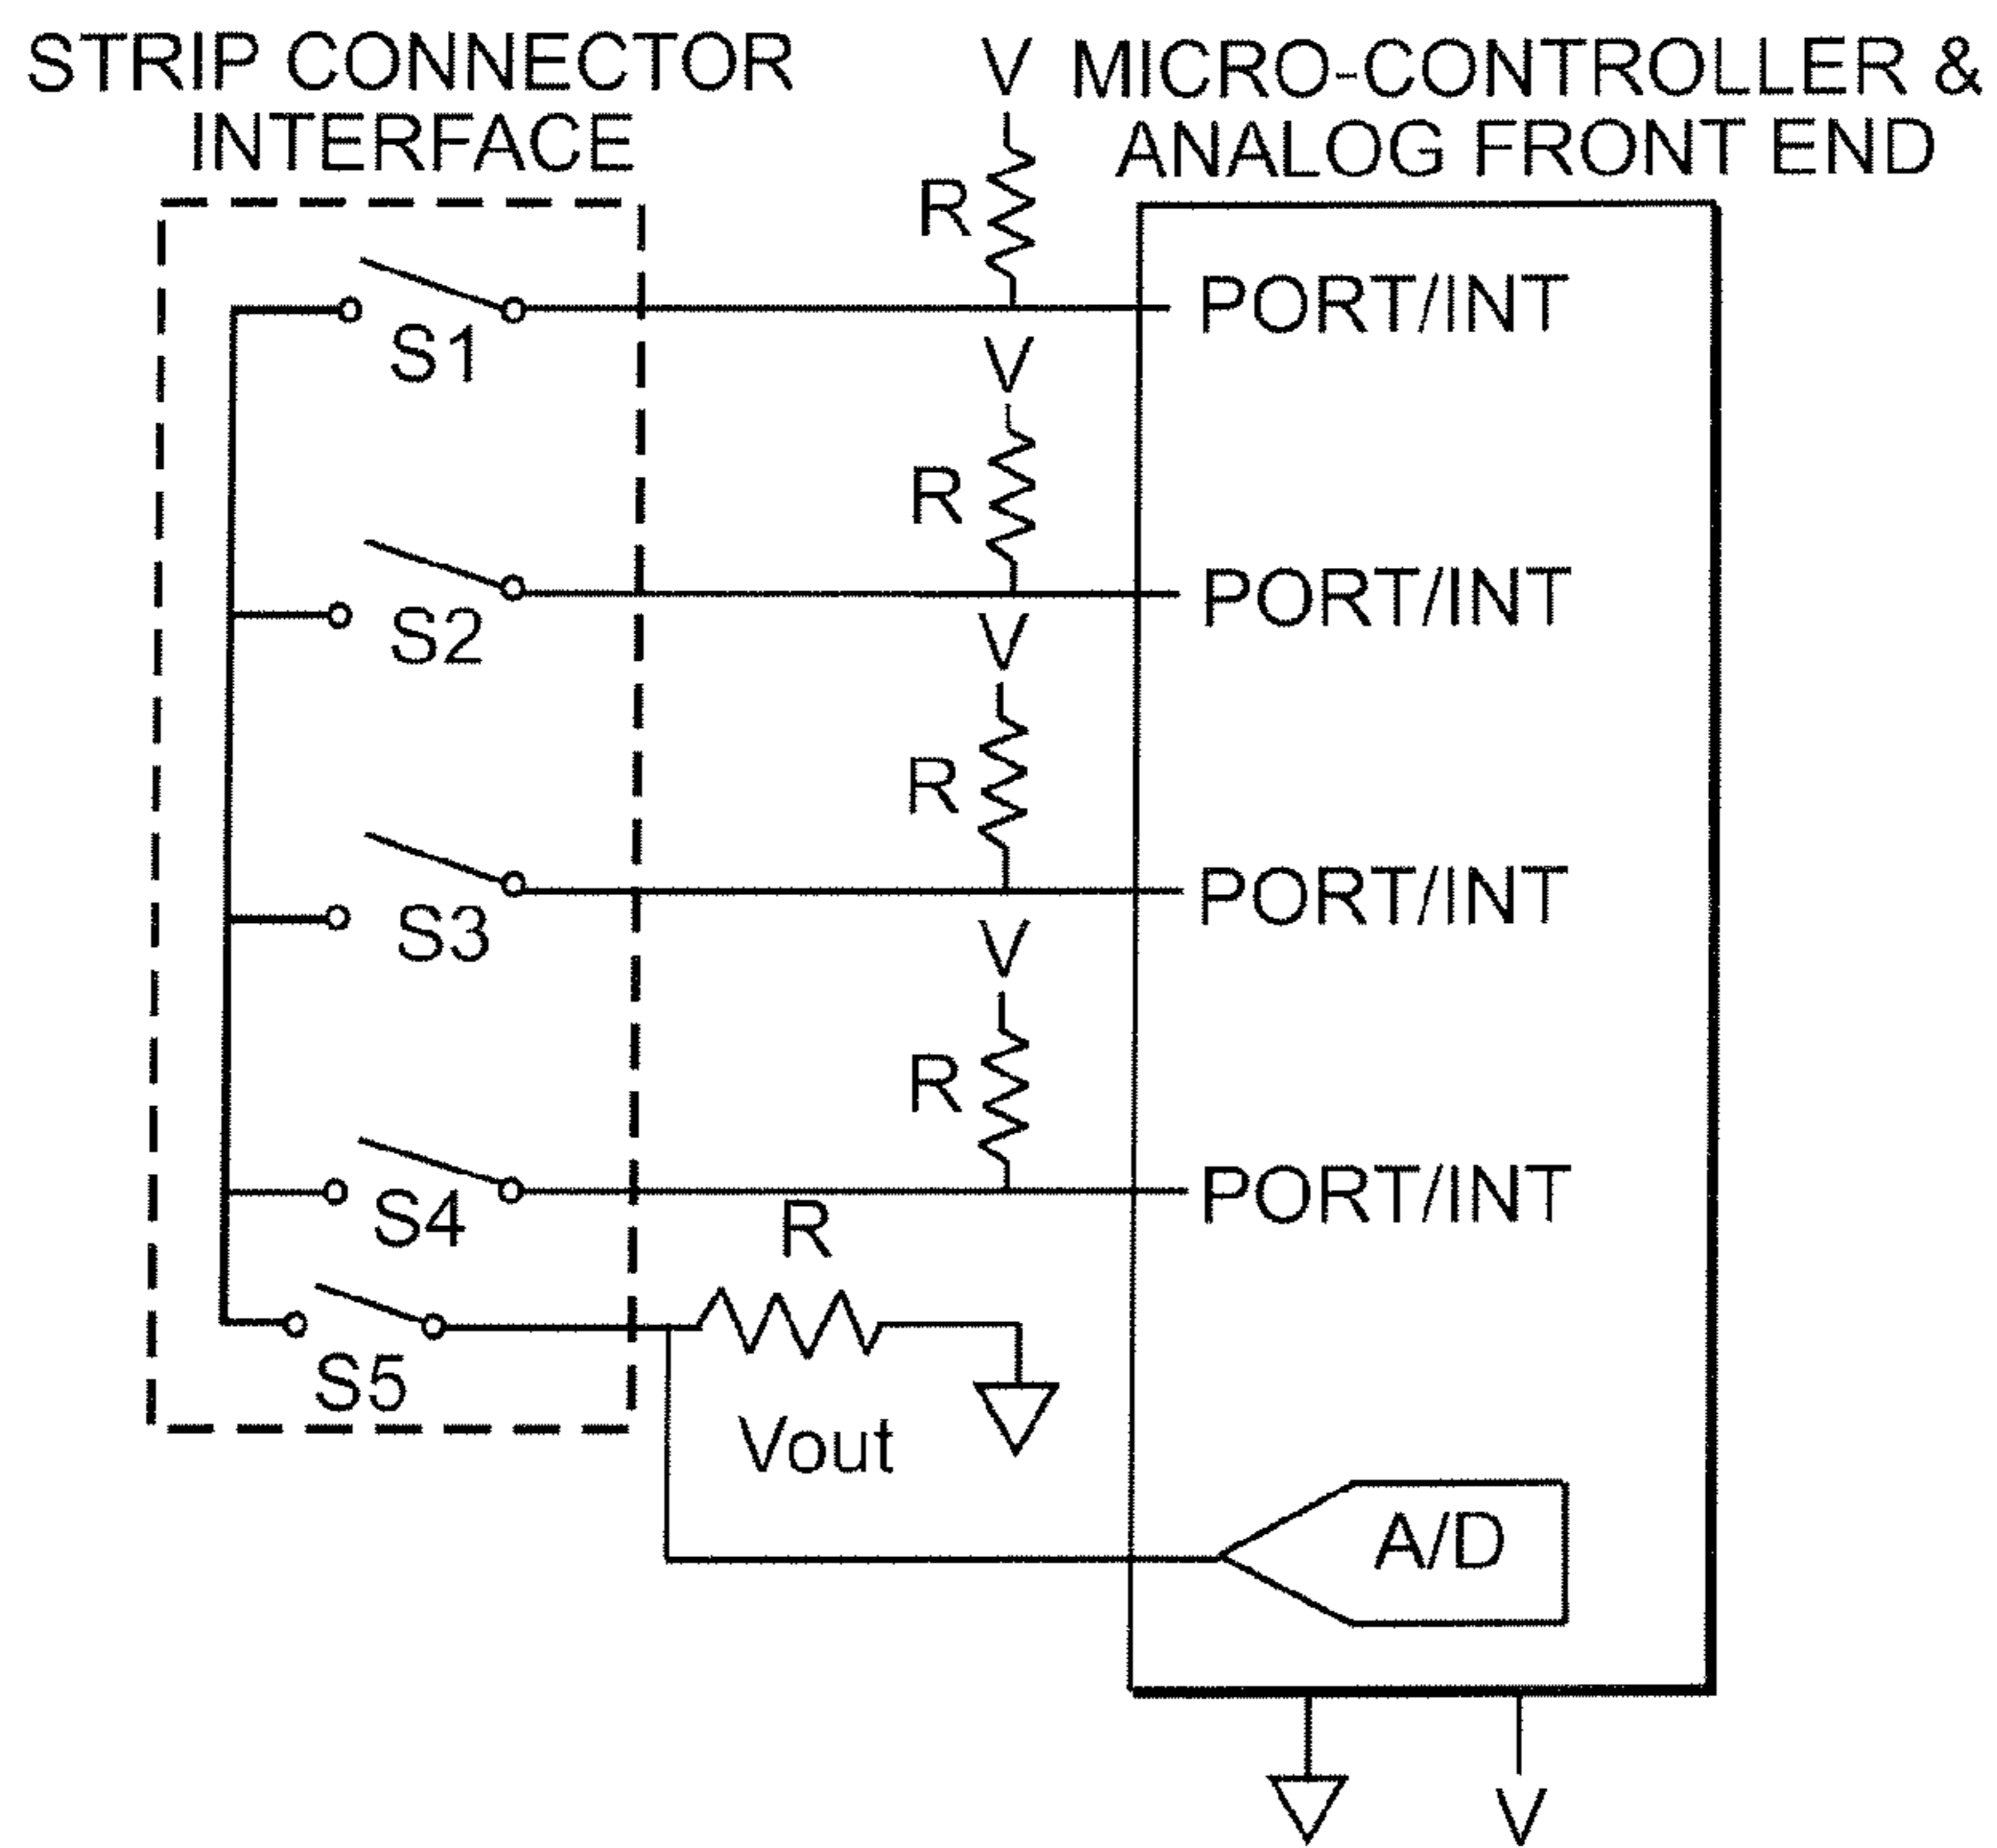 STRIP CONNECTOR
INTERFACE
V
MICRO-CONTROLLER &
ANALOG FRONT END
R
PORT/INT
S1
V
R
PORT/INT
S2
V
R
PORT/INT
S3
V
R
PORT/INT
S4
R
S5
Vout
A/D
V